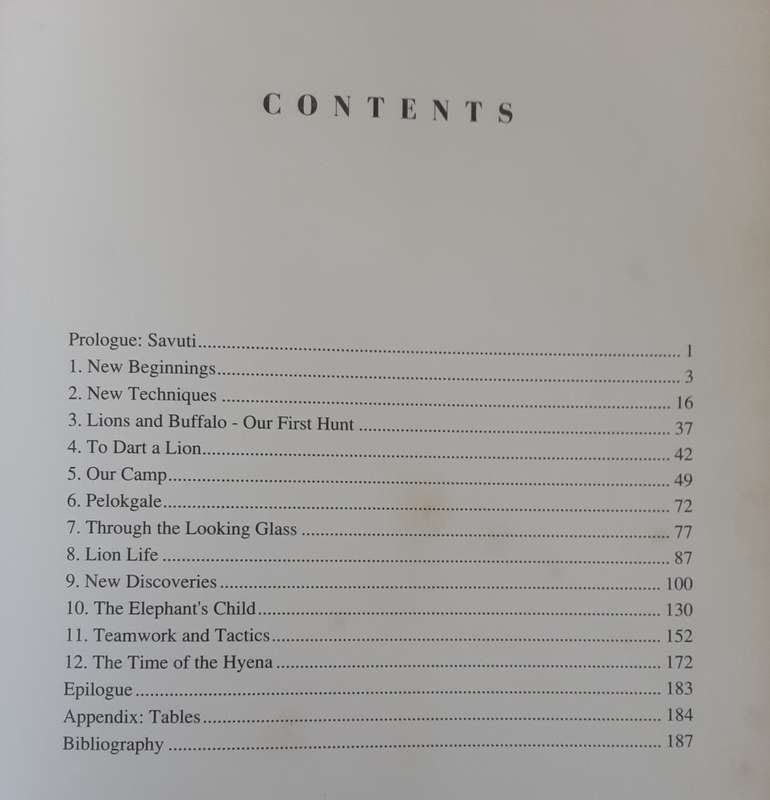 CONTENTS
Prologue: Savuti........ 1
1. New Beginnings........ 3
2. New Techniques ........ 16
3. Lions and Buffalo - Our First Hunt ........ 37
4. To Dart a Lion........ 42
5. Our Camp........ 49
6. Pelokgale........ 72
7. Through the Looking Glass ........ 77
8. Lion Life ........ 87
9. New Discoveries ........ 100
10. The Elephant's Child........ 130
11. Teamwork and Tactics........ 152
12. The Time of the Hyena ........ 172
Epilogue ........ 183
Appendix: Tables........ 184
Bibliography ........ 187